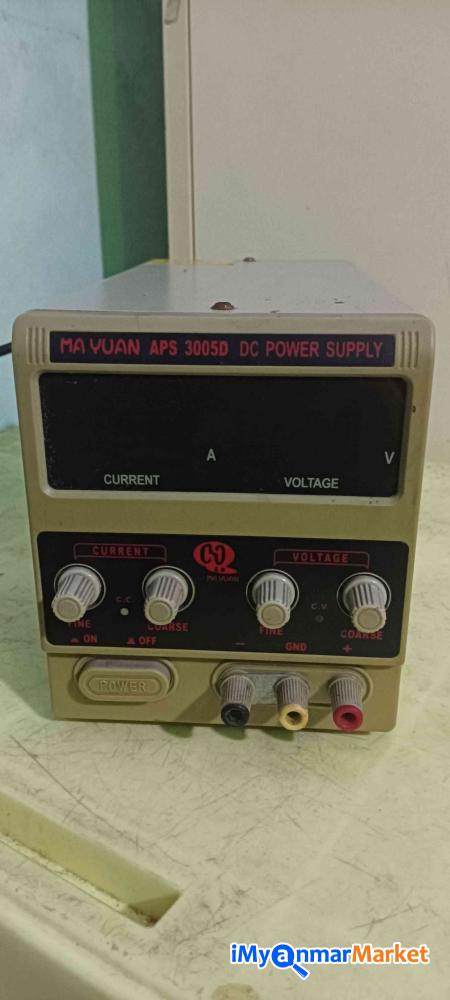 MA YUAN APS 3005D DC POWER SUPPLY
A V
CURRENT VOLTAGE
CURRENT VOLTAGE
MA YUAN
C.C C.V
FINE COARSE FINE COARSE
ON OFF − GND +
POWER
iMyanmarMarket